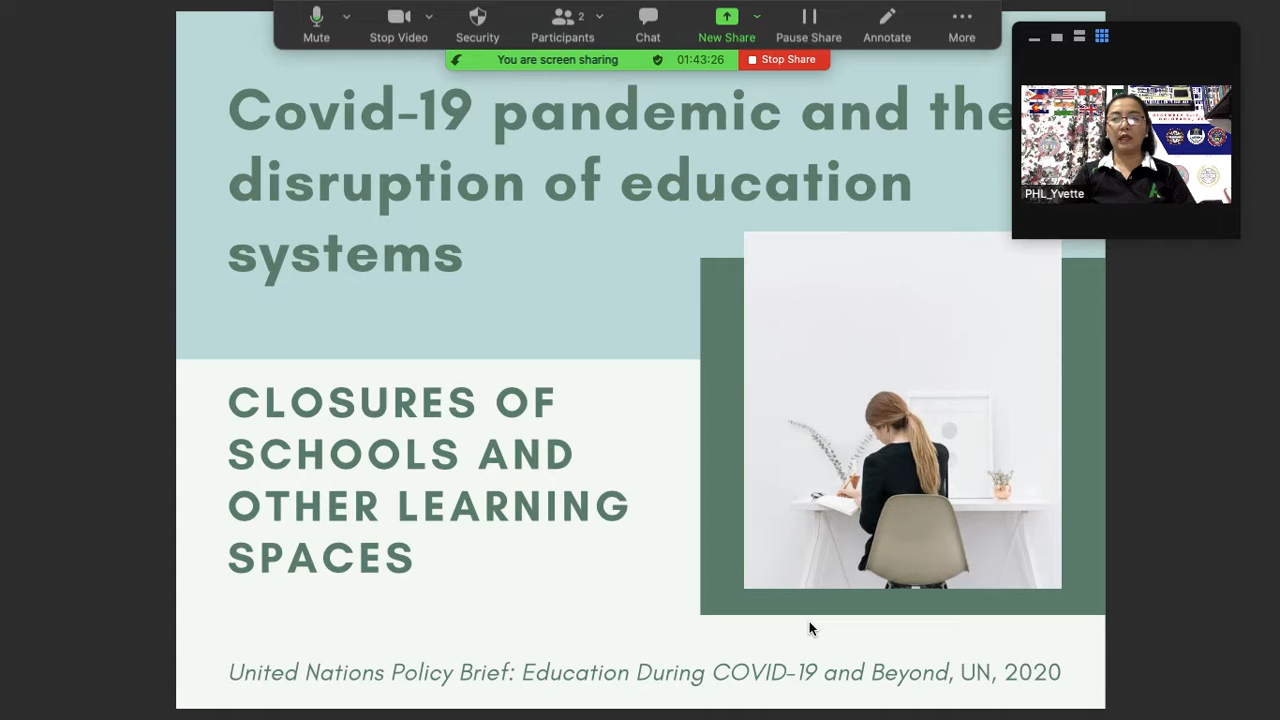 Mute
Stop Video
Security
2
Participants
Chat
New Share
Pause Share
Annotate
More
You are screen sharing
01:43:26
Stop Share
Covid-19 pandemic and the
disruption of education
systems
PHL_Yvette
CLOSURES OF
SCHOOLS AND
OTHER LEARNING
SPACES
United Nations Policy Brief: Education During COVID-19 and Beyond, UN, 2020